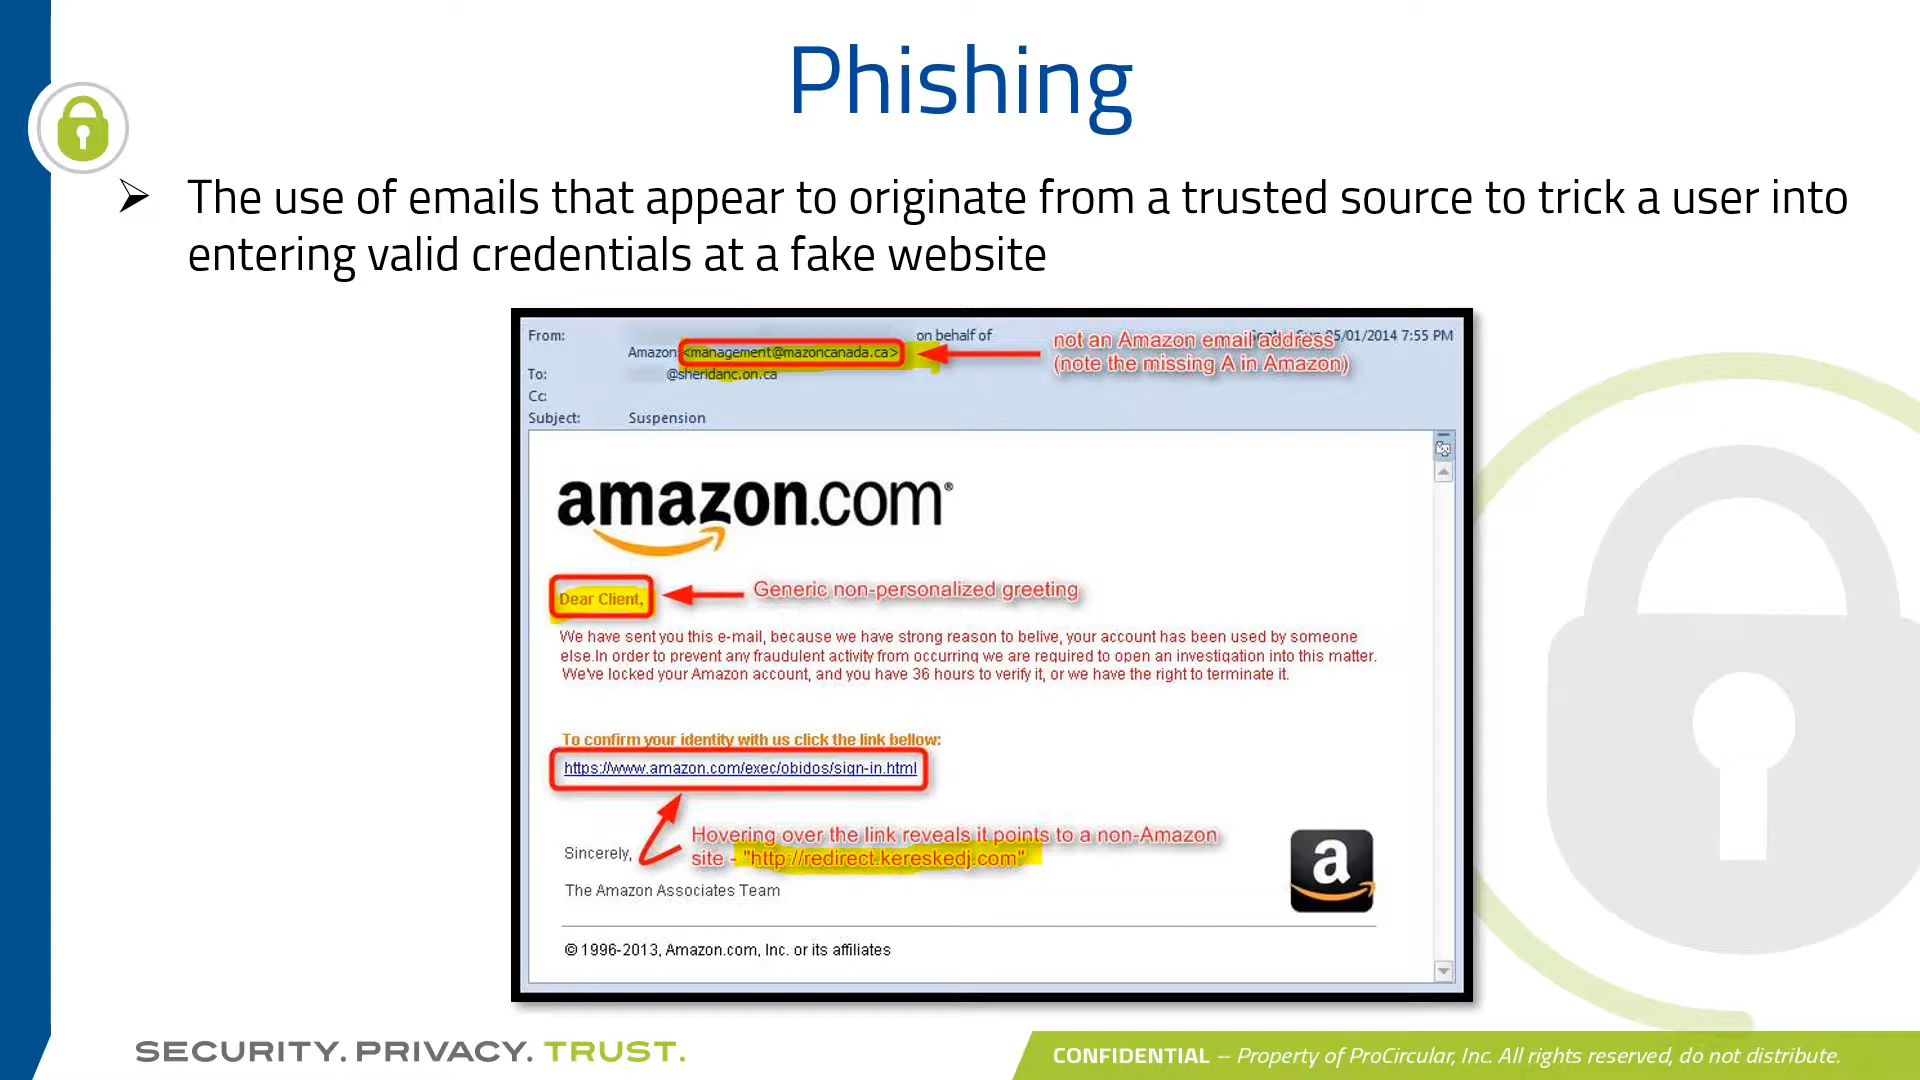 Phishing
➢ The use of emails that appear to originate from a trusted source to trick a user into
entering valid credentials at a fake website
From: on behalf of 05/01/2014 7:55 PM
not an Amazon email address
Amazon <management@mazoncanada.ca>
(note the missing A in Amazon)
To: @sheridanc.on.ca
Cc:
Subject: Suspension
amazon.com®
Dear Client,
Generic non-personalized greeting
We have sent you this e-mail, because we have strong reason to belive, your account has been used by someone
else.In order to prevent any fraudulent activity from occurring we are required to open an investigation into this matter.
We've locked your Amazon account, and you have 36 hours to verify it, or we have the right to terminate it.
To confirm your identity with us click the link bellow:
https://www.amazon.com/exec/obidos/sign-in.html
Hovering over the link reveals it points to a non-Amazon
site - "http://redirect.kereskedj.com"
Sincerely,
The Amazon Associates Team
a
© 1996-2013, Amazon.com, Inc. or its affiliates
SECURITY. PRIVACY. TRUST.
CONFIDENTIAL – Property of ProCircular, Inc. All rights reserved, do not distribute.